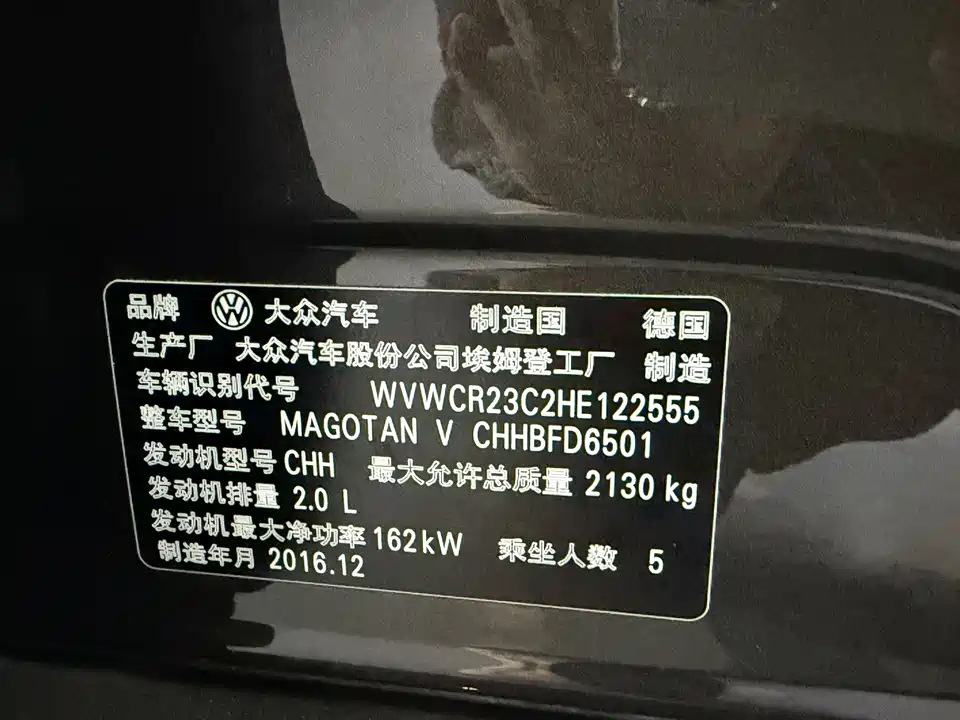 品牌 大众汽车 制造国 德国
生产厂 大众汽车股份公司埃姆登工厂 制造
车辆识别代号 WVWCR23C2HE122555
整车型号 MAGOTAN V CHHBFD6501
发动机型号 CHH 最大允许总质量 2130 kg
发动机排量 2.0 L
发动机最大净功率 162kW 乘坐人数 5
制造年月 2016.12